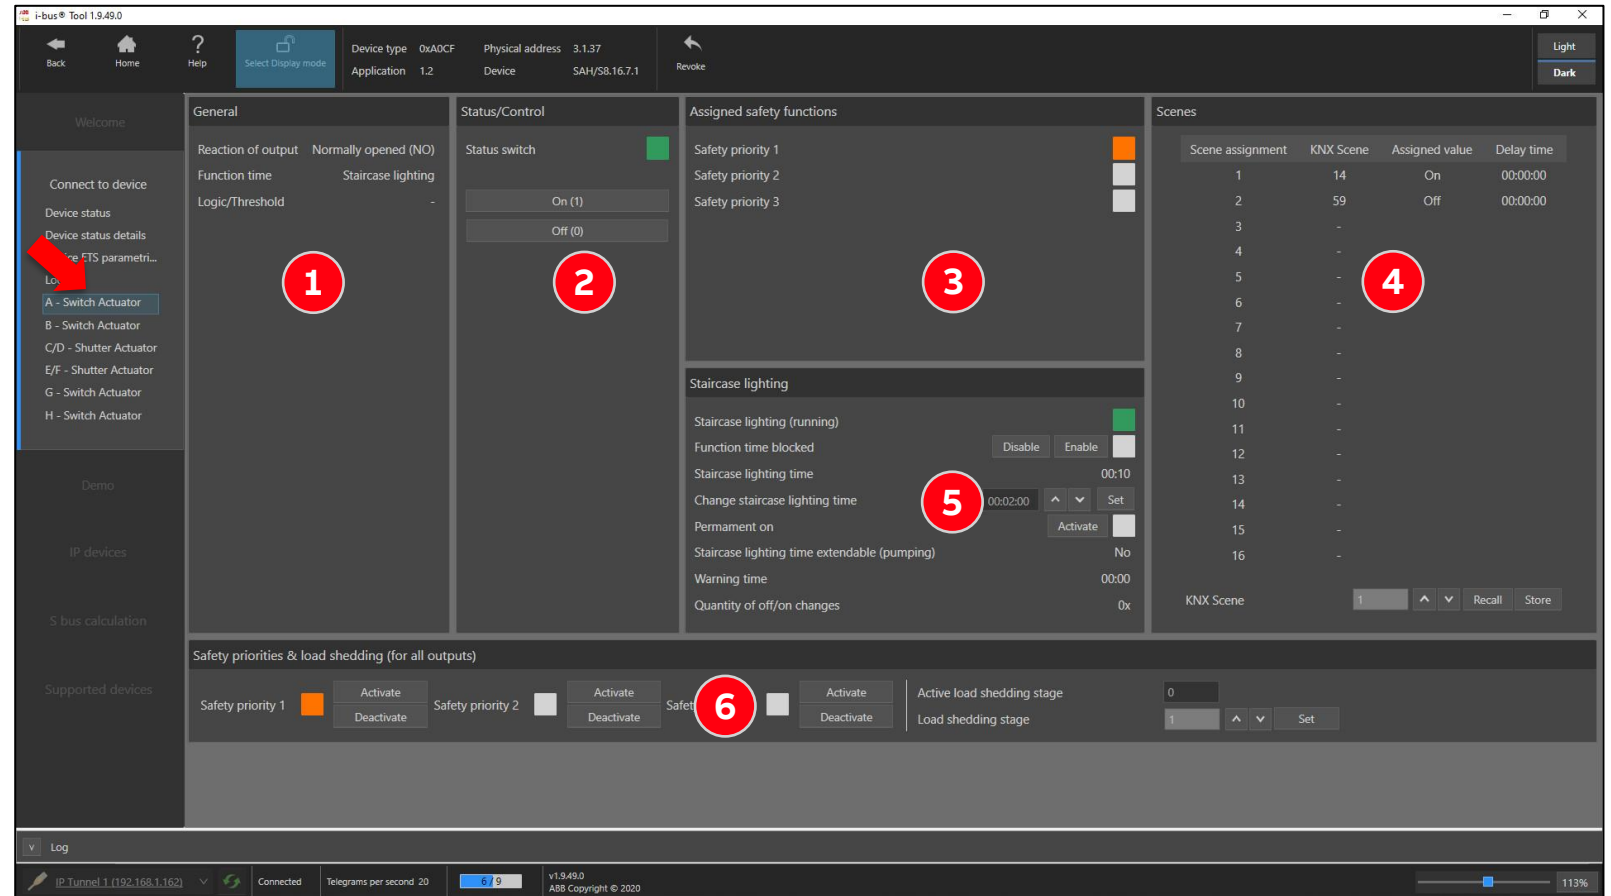 i-bus® Tool 1.9.49.0
Back
Home
Help
Select Display mode
Device type 0xA0CF
Physical address 3.1.37
Application 1.2
Device SAH/S8.16.7.1
Revoke
Light
Dark
Welcome
Connect to device
Device status
Device status details
ce ETS parametri...
Lo
A - Switch Actuator
B - Switch Actuator
C/D - Shutter Actuator
E/F - Shutter Actuator
G - Switch Actuator
H - Switch Actuator
Demo
IP devices
S bus calculation
Supported devices
General
Reaction of output Normally opened (NO)
Function time Staircase lighting
Logic/Threshold -
1
Status/Control
Status switch
On (1)
Off (0)
2
Assigned safety functions
Safety priority 1
Safety priority 2
Safety priority 3
3
Staircase lighting
Staircase lighting (running)
Function time blocked Disable Enable
Staircase lighting time 00:10
Change staircase lighting time 00:02:00 Set
5
Permament on Activate
Staircase lighting time extendable (pumping) No
Warning time 00:00
Quantity of off/on changes 0x
Scenes
Scene assignment KNX Scene Assigned value Delay time
1 14 On 00:00:00
2 59 Off 00:00:00
3 -
4 -
5 -
4
6 -
7 -
8 -
9 -
10 -
11 -
12 -
13 -
14 -
15 -
16 -
KNX Scene 1 Recall Store
Safety priorities & load shedding (for all outputs)
Safety priority 1 Activate Deactivate
Safety priority 2 Activate Deactivate
Safet 6 Activate Deactivate
Active load shedding stage 0
Load shedding stage 1 Set
v Log
IP Tunnel 1 (192.168.1.162)
Connected
Telegrams per second 20
6 / 9
v1.9.49.0
ABB Copyright © 2020
113%